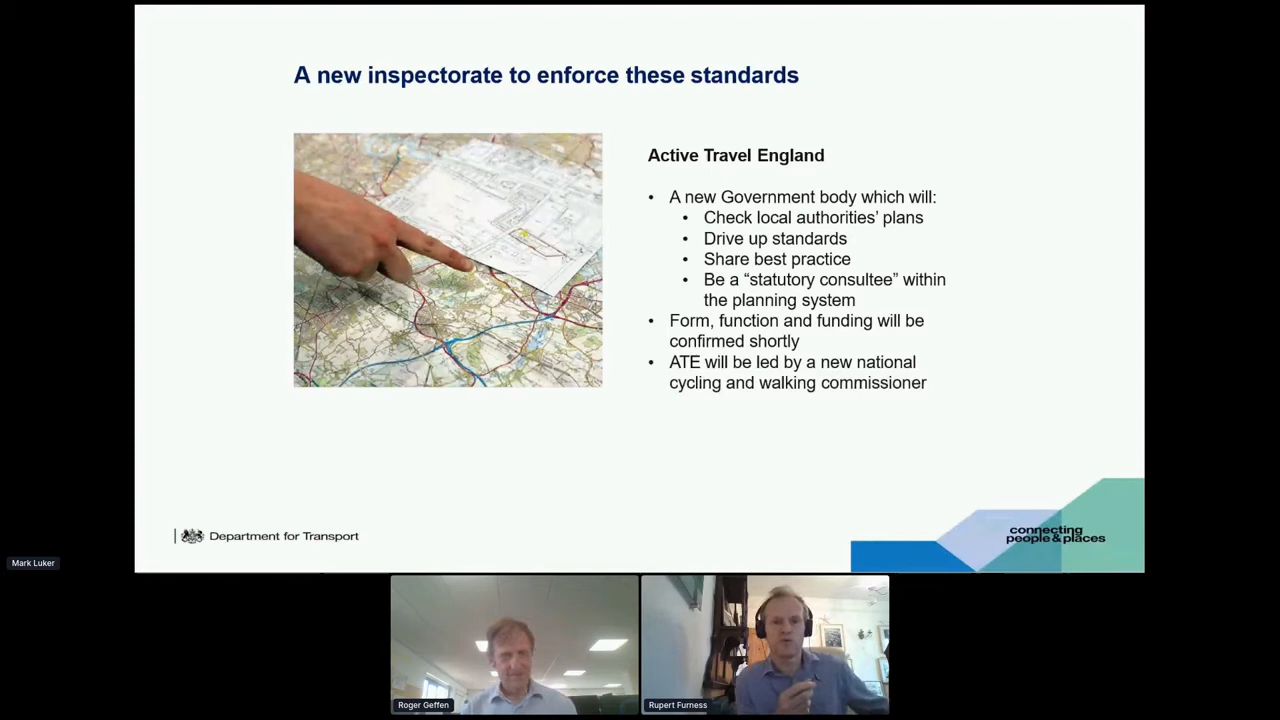 A new inspectorate to enforce these standards
Active Travel England
• A new Government body which will:
• Check local authorities’ plans
• Drive up standards
• Share best practice
• Be a “statutory consultee” within
the planning system
• Form, function and funding will be
confirmed shortly
• ATE will be led by a new national
cycling and walking commissioner
Department for Transport
connecting
people & places
Mark Luker
Roger Geffen
Rupert Furness